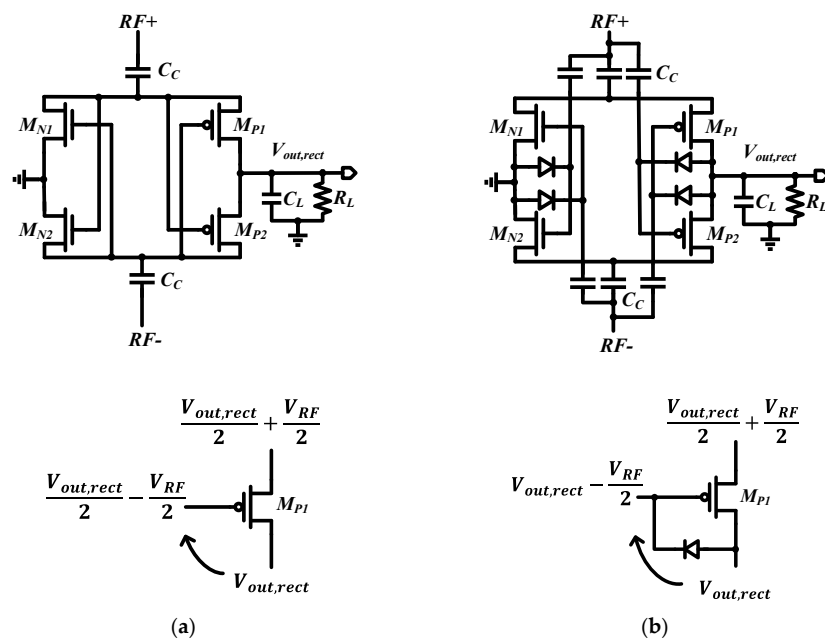 RF+
C_C
M_N1
M_P1
V_out,rect
C_L
R_L
M_N2
M_P2
C_C
RF-
V_out,rect/2 + V_RF/2
V_out,rect/2 − V_RF/2
M_P1
V_out,rect
(a)
RF+
C_C
M_N1
M_P1
V_out,rect
C_L
R_L
M_N2
M_P2
C_C
RF-
V_out,rect/2 + V_RF/2
V_out,rect − V_RF/2
M_P1
V_out,rect
(b)